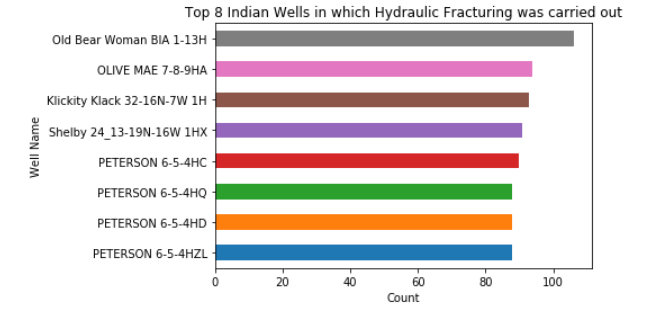 Top 8 Indian Wells in which Hydraulic Fracturing was carried out
Well Name
Old Bear Woman BIA 1-13H
OLIVE MAE 7-8-9HA
Klickity Klack 32-16N-7W 1H
Shelby 24_13-19N-16W 1HX
PETERSON 6-5-4HC
PETERSON 6-5-4HQ
PETERSON 6-5-4HD
PETERSON 6-5-4HZL
0 20 40 60 80 100
Count